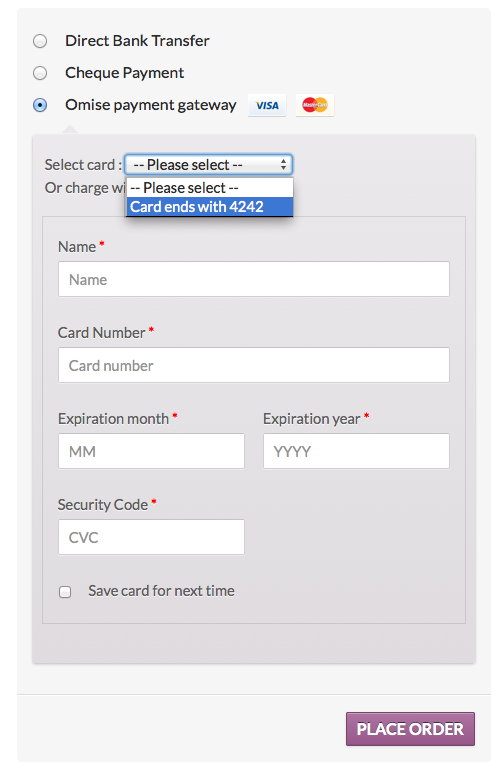 Direct Bank Transfer
Cheque Payment
Omise payment gateway VISA MasterCard
Select card : -- Please select --
Or charge wi
-- Please select --
Card ends with 4242
Name *
Name
Card Number *
Card number
Expiration month * Expiration year *
MM YYYY
Security Code *
CVC
Save card for next time
PLACE ORDER